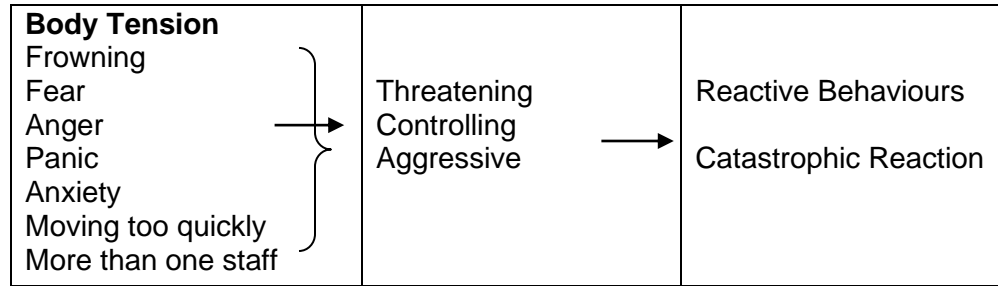 Body Tension
Frowning
Fear
Anger
Panic
Anxiety
Moving too quickly
More than one staff
Threatening
Controlling
Aggressive
Reactive Behaviours
Catastrophic Reaction